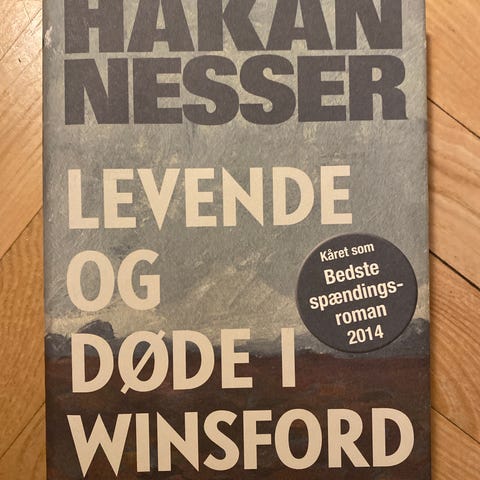 HÅKAN
NESSER
LEVENDE
OG
DØDE I
WINSFORD
Kåret som
Bedste
spændings-
roman
2014